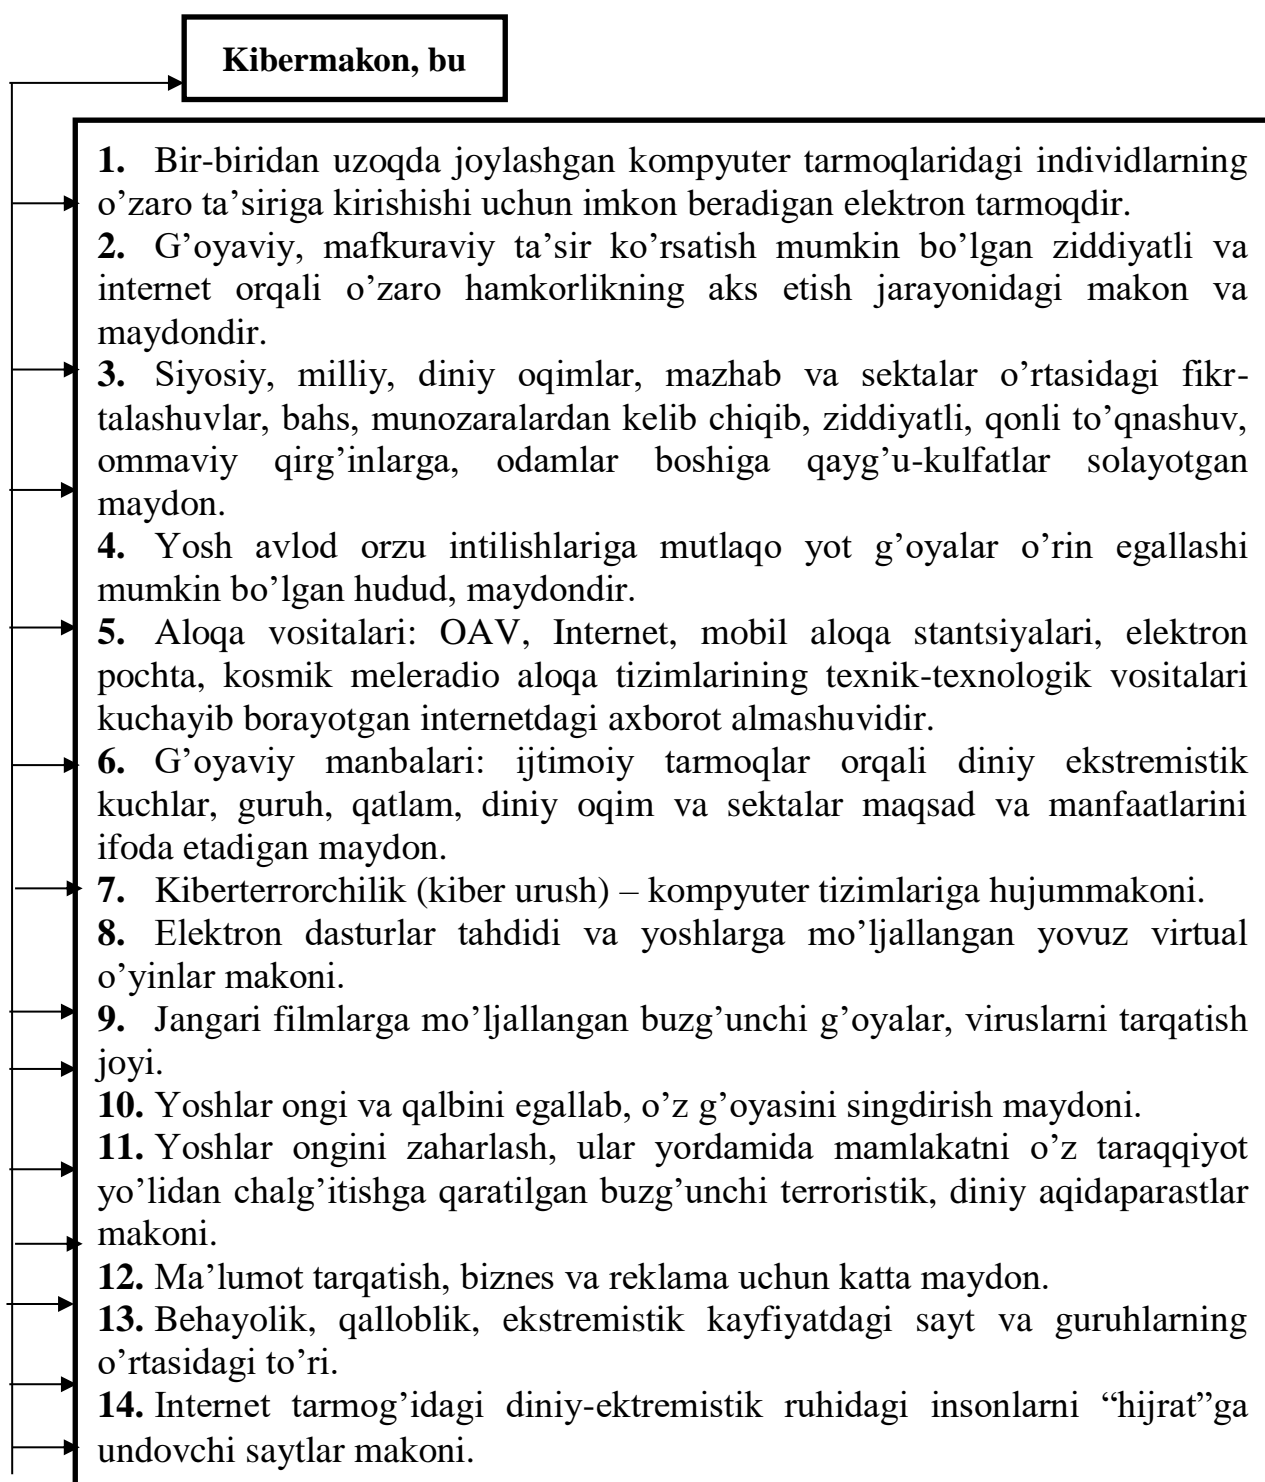 Kibermakon, bu
1. Bir-biridan uzoqda joylashgan kompyuter tarmoqlaridagi individlarning
o’zaro ta’siriga kirishishi uchun imkon beradigan elektron tarmoqdir.
2. G’oyaviy, mafkuraviy ta’sir ko’rsatish mumkin bo’lgan ziddiyatli va
internet orqali o’zaro hamkorlikning aks etish jarayonidagi makon va
maydondir.
3. Siyosiy, milliy, diniy oqimlar, mazhab va sektalar o’rtasidagi fikr-
talashuvlar, bahs, munozaralardan kelib chiqib, ziddiyatli, qonli to’qnashuv,
ommaviy qirg’inlarga, odamlar boshiga qayg’u-kulfatlar solayotgan
maydon.
4. Yosh avlod orzu intilishlariga mutlaqo yot g’oyalar o’rin egallashi
mumkin bo’lgan hudud, maydondir.
5. Aloqa vositalari: OAV, Internet, mobil aloqa stantsiyalari, elektron
pochta, kosmik meleradio aloqa tizimlarining texnik-texnologik vositalari
kuchayib borayotgan internetdagi axborot almashuvidir.
6. G’oyaviy manbalari: ijtimoiy tarmoqlar orqali diniy ekstremistik
kuchlar, guruh, qatlam, diniy oqim va sektalar maqsad va manfaatlarini
ifoda etadigan maydon.
7. Kiberterrorchilik (kiber urush) – kompyuter tizimlariga hujummakoni.
8. Elektron dasturlar tahdidi va yoshlarga mo’ljallangan yovuz virtual
o’yinlar makoni.
9. Jangari filmlarga mo’ljallangan buzg’unchi g’oyalar, viruslarni tarqatish
joyi.
10. Yoshlar ongi va qalbini egallab, o’z g’oyasini singdirish maydoni.
11. Yoshlar ongini zaharlash, ular yordamida mamlakatni o’z taraqqiyot
yo’lidan chalg’itishga qaratilgan buzg’unchi terroristik, diniy aqidaparastlar
makoni.
12. Ma’lumot tarqatish, biznes va reklama uchun katta maydon.
13. Behayolik, qalloblik, ekstremistik kayfiyatdagi sayt va guruhlarning
o’rtasidagi to’ri.
14. Internet tarmog’idagi diniy-ektremistik ruhidagi insonlarni “hijrat”ga
undovchi saytlar makoni.